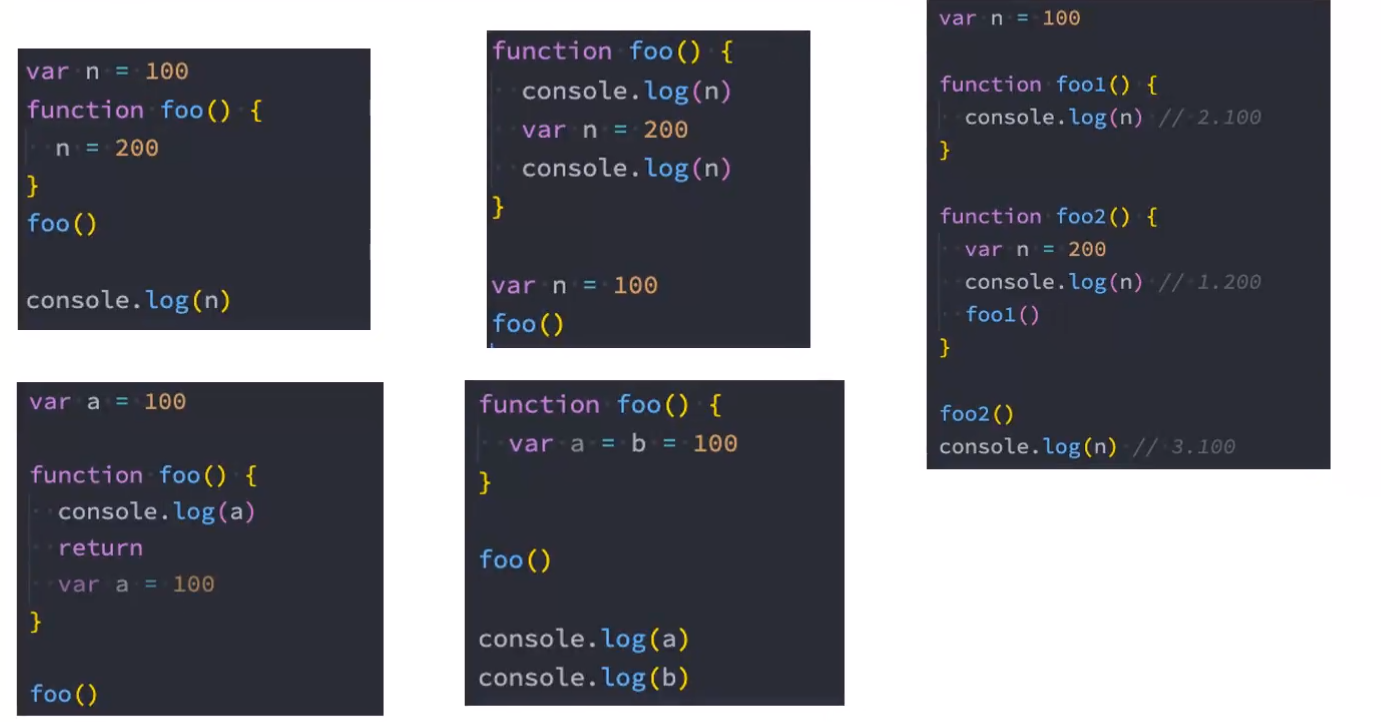 var n = 100
function foo() {
  n = 200
}
foo()

console.log(n)

function foo() {
  console.log(n)
  var n = 200
  console.log(n)
}

var n = 100
foo()

var n = 100

function foo1() {
  console.log(n) // 2.100
}

function foo2() {
  var n = 200
  console.log(n) // 1.200
  foo1()
}

foo2()
console.log(n) // 3.100

var a = 100

function foo() {
  console.log(a)
  return
  var a = 100
}

foo()

function foo() {
  var a = b = 100
}

foo()

console.log(a)
console.log(b)